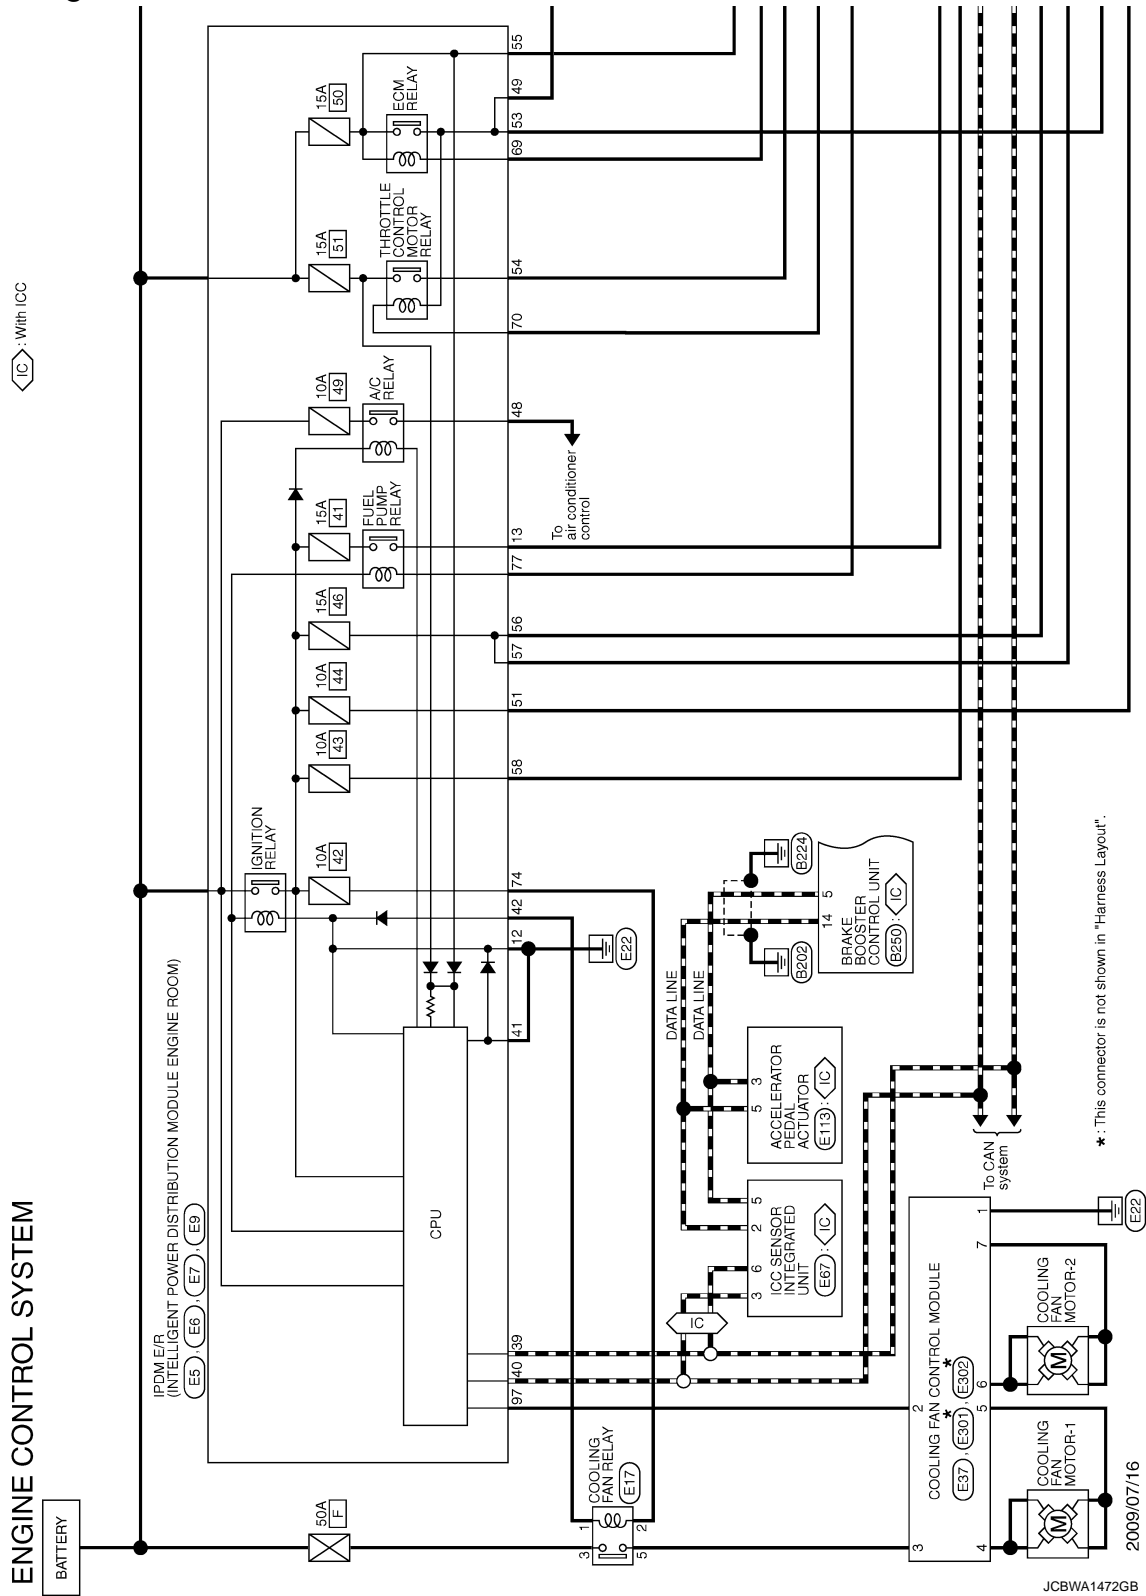 ENGINE CONTROL SYSTEM
IC : With ICC
BATTERY
IPDM E/R
(INTELLIGENT POWER DISTRIBUTION MODULE ENGINE ROOM)
E5 , E6 , E7 , E9
50A
F
IGNITION
RELAY
10A
42
10A
43
10A
44
15A
46
15A
41
FUEL
PUMP
RELAY
10A
49
A/C
RELAY
15A
51
THROTTLE
CONTROL
MOTOR
RELAY
15A
50
ECM
RELAY
CPU
97
40
39
41
12
42
74
58
51
57
56
77
13
48
70
54
69
53
49
55
To
air conditioner
control
E22
COOLING
FAN RELAY
E17
3
1
5
2
IC
DATA LINE
DATA LINE
3
6
2
5
ICC SENSOR
INTEGRATED
UNIT
E67 : IC
5
3
ACCELERATOR
PEDAL
ACTUATOR
E113 : IC
B202
B224
14
5
BRAKE
BOOSTER
CONTROL UNIT
B250 : IC
To CAN
system
3
2
COOLING FAN CONTROL MODULE
E37 , E301 * , E302 *
4
5
6
7
1
COOLING
FAN
MOTOR-1
M
COOLING
FAN
MOTOR-2
M
E22
* : This connector is not shown in "Harness Layout".
2009/07/16
JCBWA1472GB